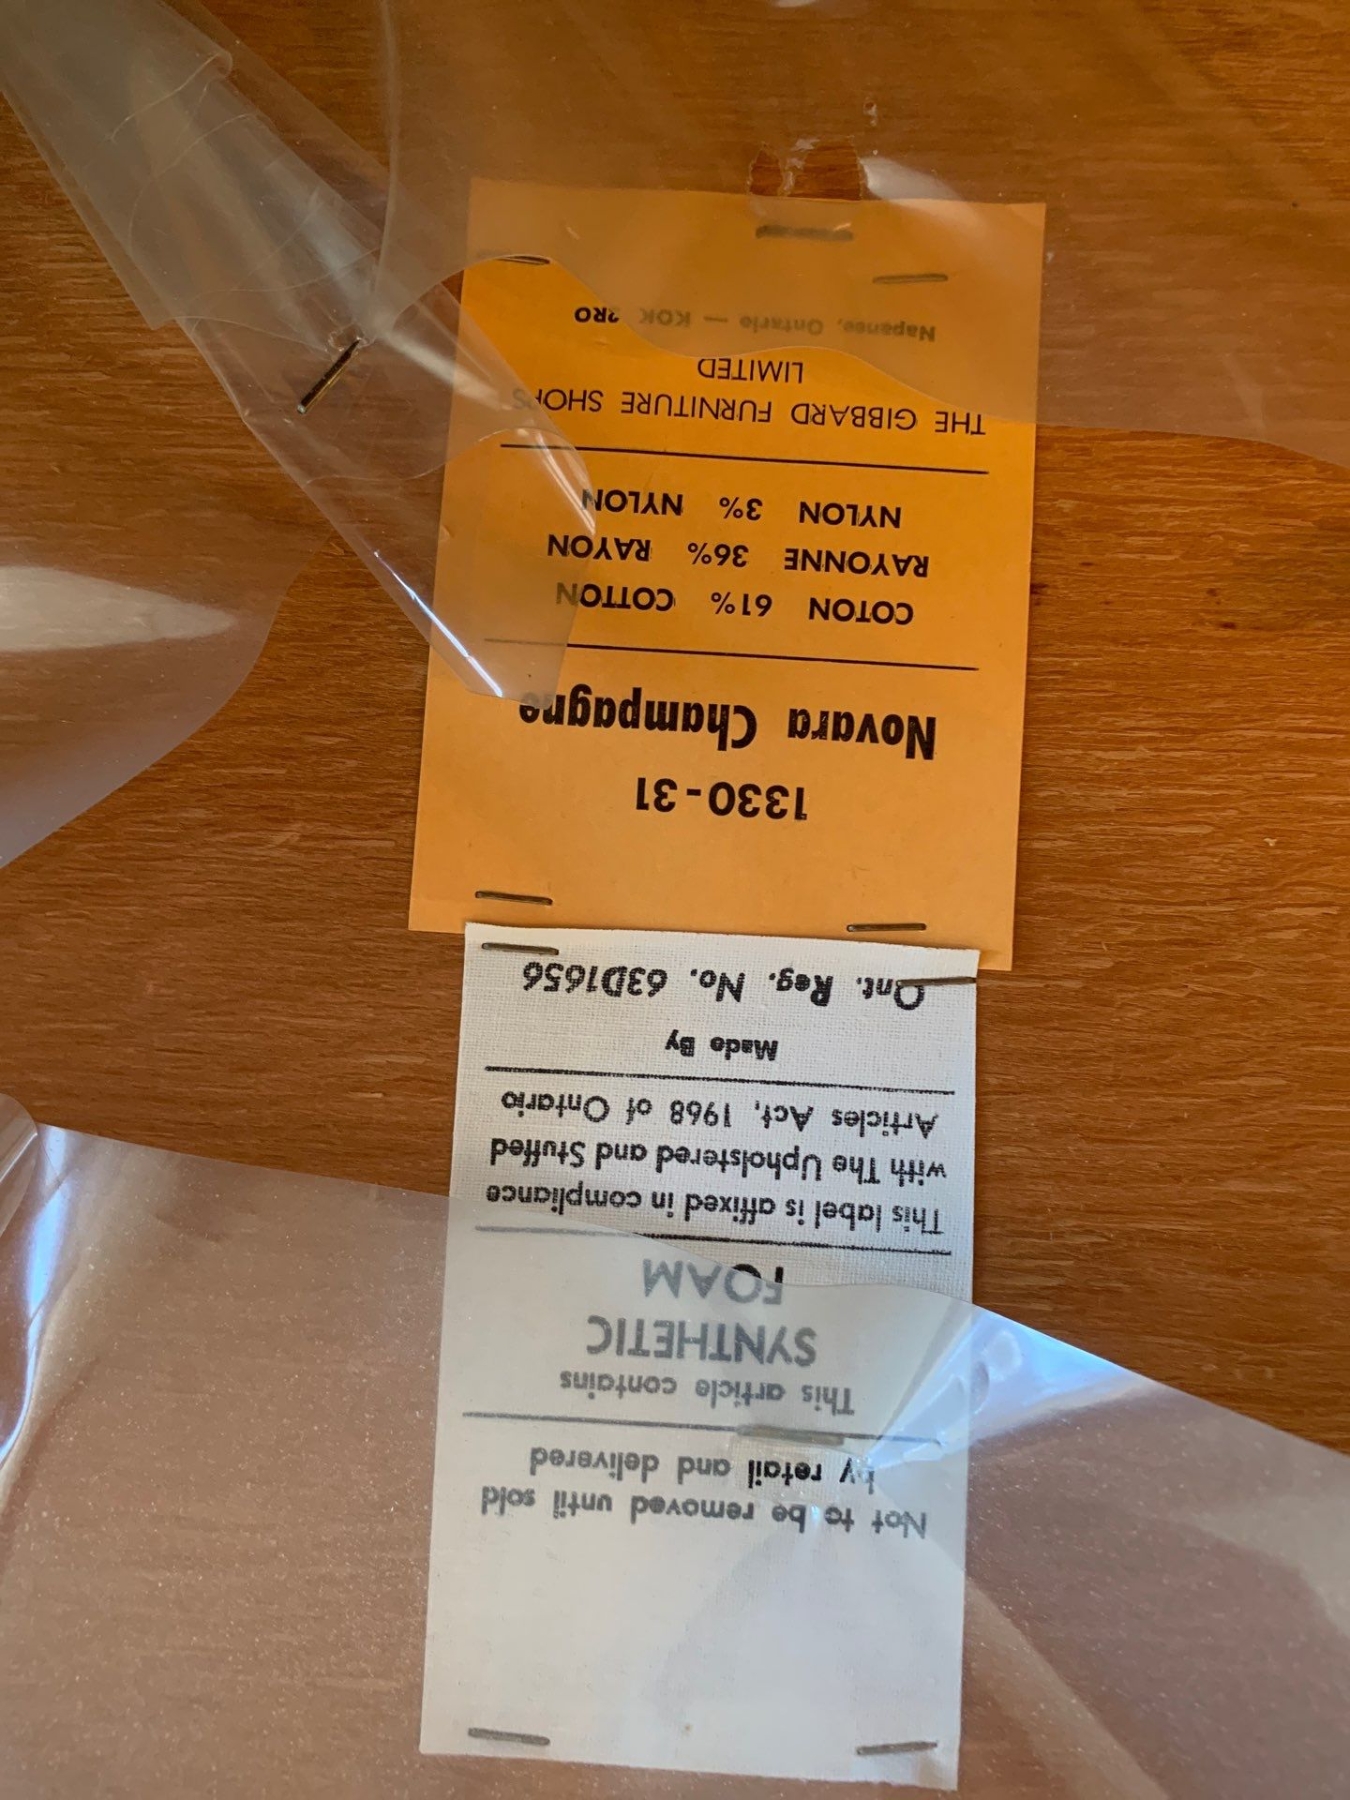 Not to be removed until sold
by retail and delivered
This article contains
SYNTHETIC
FOAM
This label is affixed in compliance
with The Upholstered and Stuffed
Articles Act, 1968 of Ontario
Made By
Ont. Reg. No. 63D1656
1330-31
Novara Champagne
COTON 61% COTTON
RAYONNE 36% RAYON
NYLON 3% NYLON
THE GIBBARD FURNITURE SHOPS
LIMITED
Napanee, Ontario — KOK 2RO